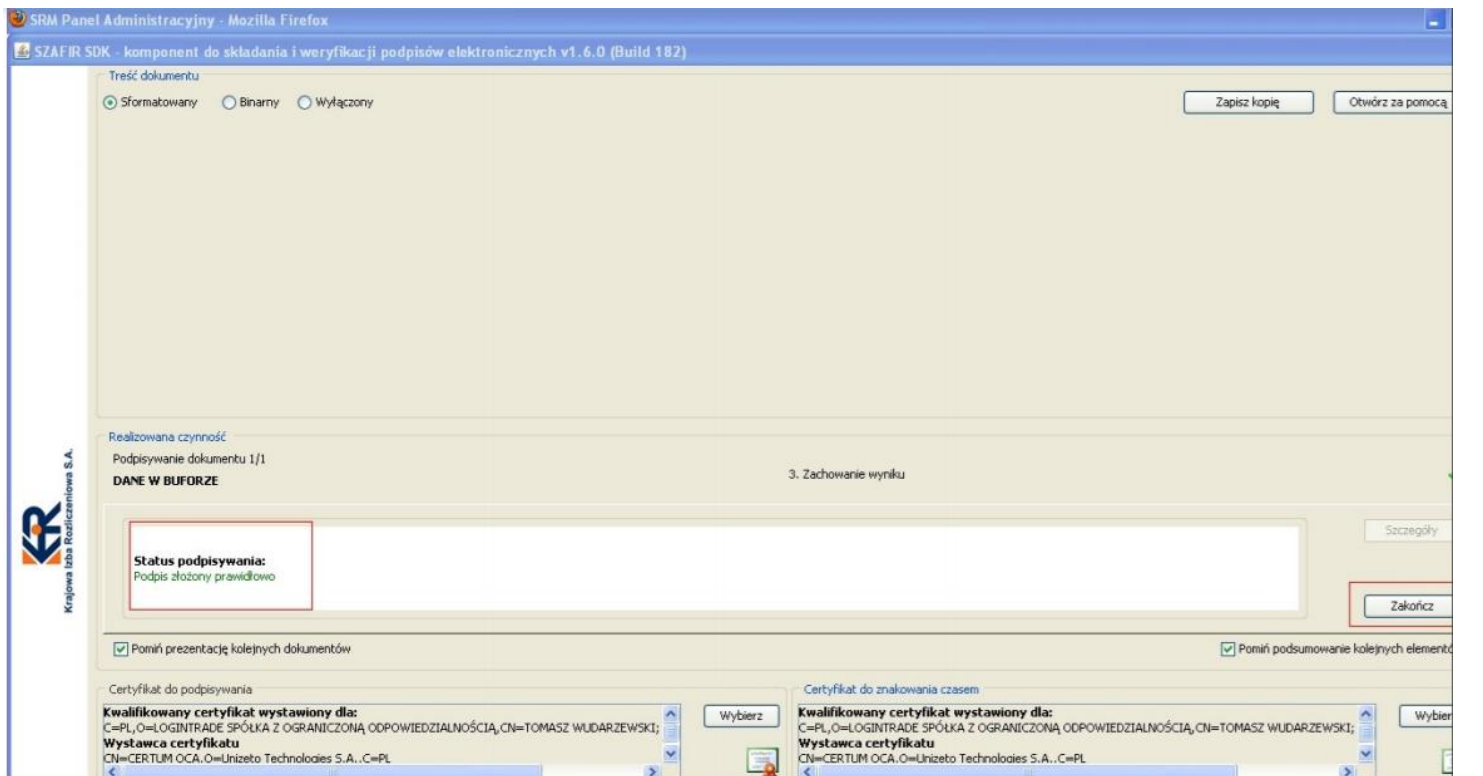 SRM Panel Administracyjny - Mozilla Firefox
SZAFIR SDK - komponent do składania i weryfikacji podpisów elektronicznych v1.6.0 (Build 182)
Treść dokumentu
Sformatowany Binarny Wyłączony Zapisz kopię Otwórz za pomocą
Realizowana czynność
Podpisywanie dokumentu 1/1
DANE W BUFORZE
3. Zachowanie wyniku
Krajowa Izba Rozliczeniowa S.A.
KIR
Szczegóły
Status podpisywania:
Podpis złożony prawidłowo
Zakończ
Pomiń prezentację kolejnych dokumentów Pomiń podsumowanie kolejnych elementó
Certyfikat do podpisywania
Kwalifikowany certyfikat wystawiony dla:
C=PL,O=LOGINTRADE SPÓŁKA Z OGRANICZONĄ ODPOWIEDZIALNOŚCIĄ,CN=TOMASZ WUDARZEWSKI;
Wystawca certyfikatu
CN=CERTUM QCA,O=Unizeto Technologies S.A.,C=PL
Wybierz
Certyfikat do znakowania czasem
Kwalifikowany certyfikat wystawiony dla:
C=PL,O=LOGINTRADE SPÓŁKA Z OGRANICZONĄ ODPOWIEDZIALNOŚCIĄ,CN=TOMASZ WUDARZEWSKI;
Wystawca certyfikatu
CN=CERTUM QCA,O=Unizeto Technologies S.A.,C=PL
Wybier